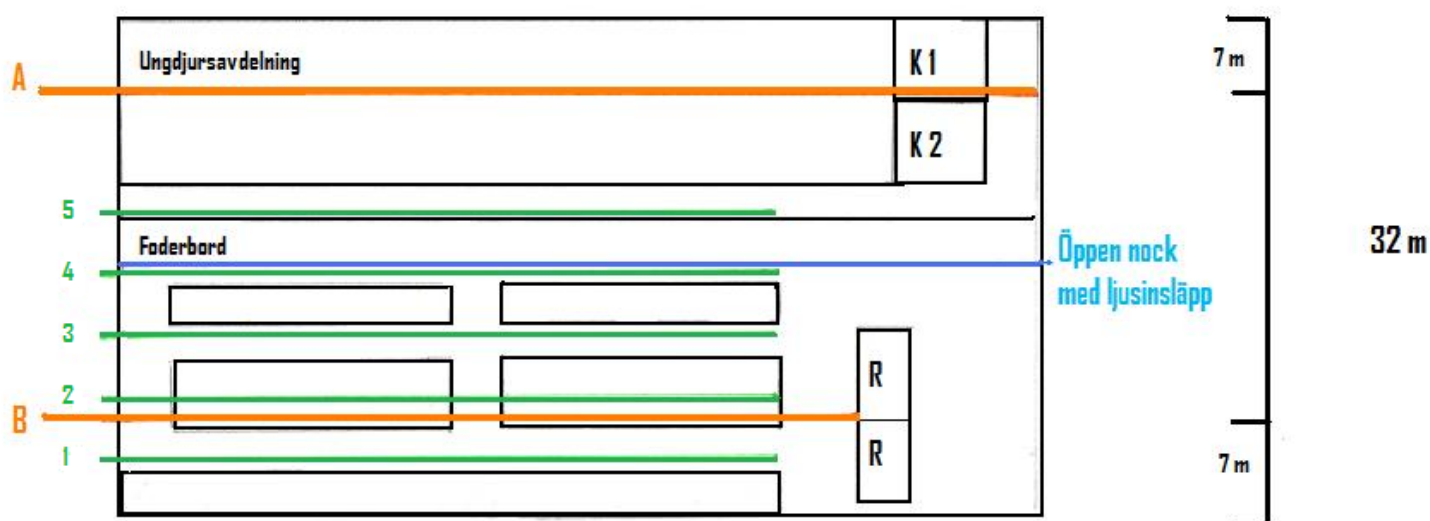 Ungdjursavdelning
K 1
7 m
A
K 2
5
Foderbord
Öppen nock
med ljusinsläpp
32 m
4
3
R
2
B
R
1
7 m